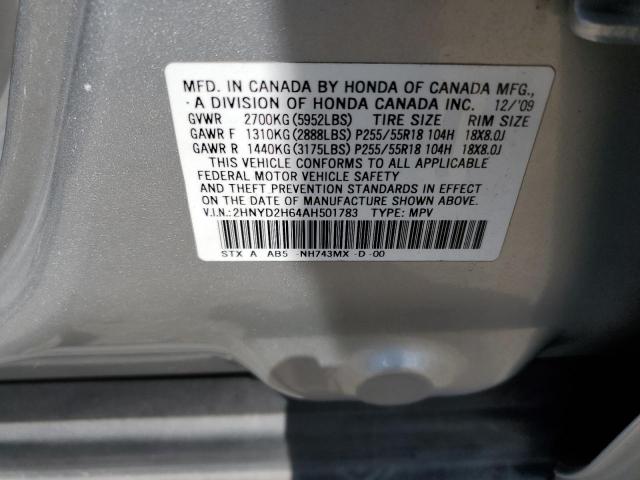 MFD. IN CANADA BY HONDA OF CANADA MFG.,
A DIVISION OF HONDA CANADA INC. 12/'09
GVWR 2700KG(5952LBS) TIRE SIZE RIM SIZE
GAWR F 1310KG(2888LBS) P255/55R18 104H 18X8.0J
GAWR R 1440KG(3175LBS) P255/55R18 104H 18X8.0J
THIS VEHICLE CONFORMS TO ALL APPLICABLE
FEDERAL MOTOR VEHICLE SAFETY
AND THEFT PREVENTION STANDARDS IN EFFECT
ON THE DATE OF MANUFACTURE SHOWN ABOVE.
V.I.N.:2HNYD2H64AH501783 TYPE: MPV
STX A AB5 -NH743MX -D -00